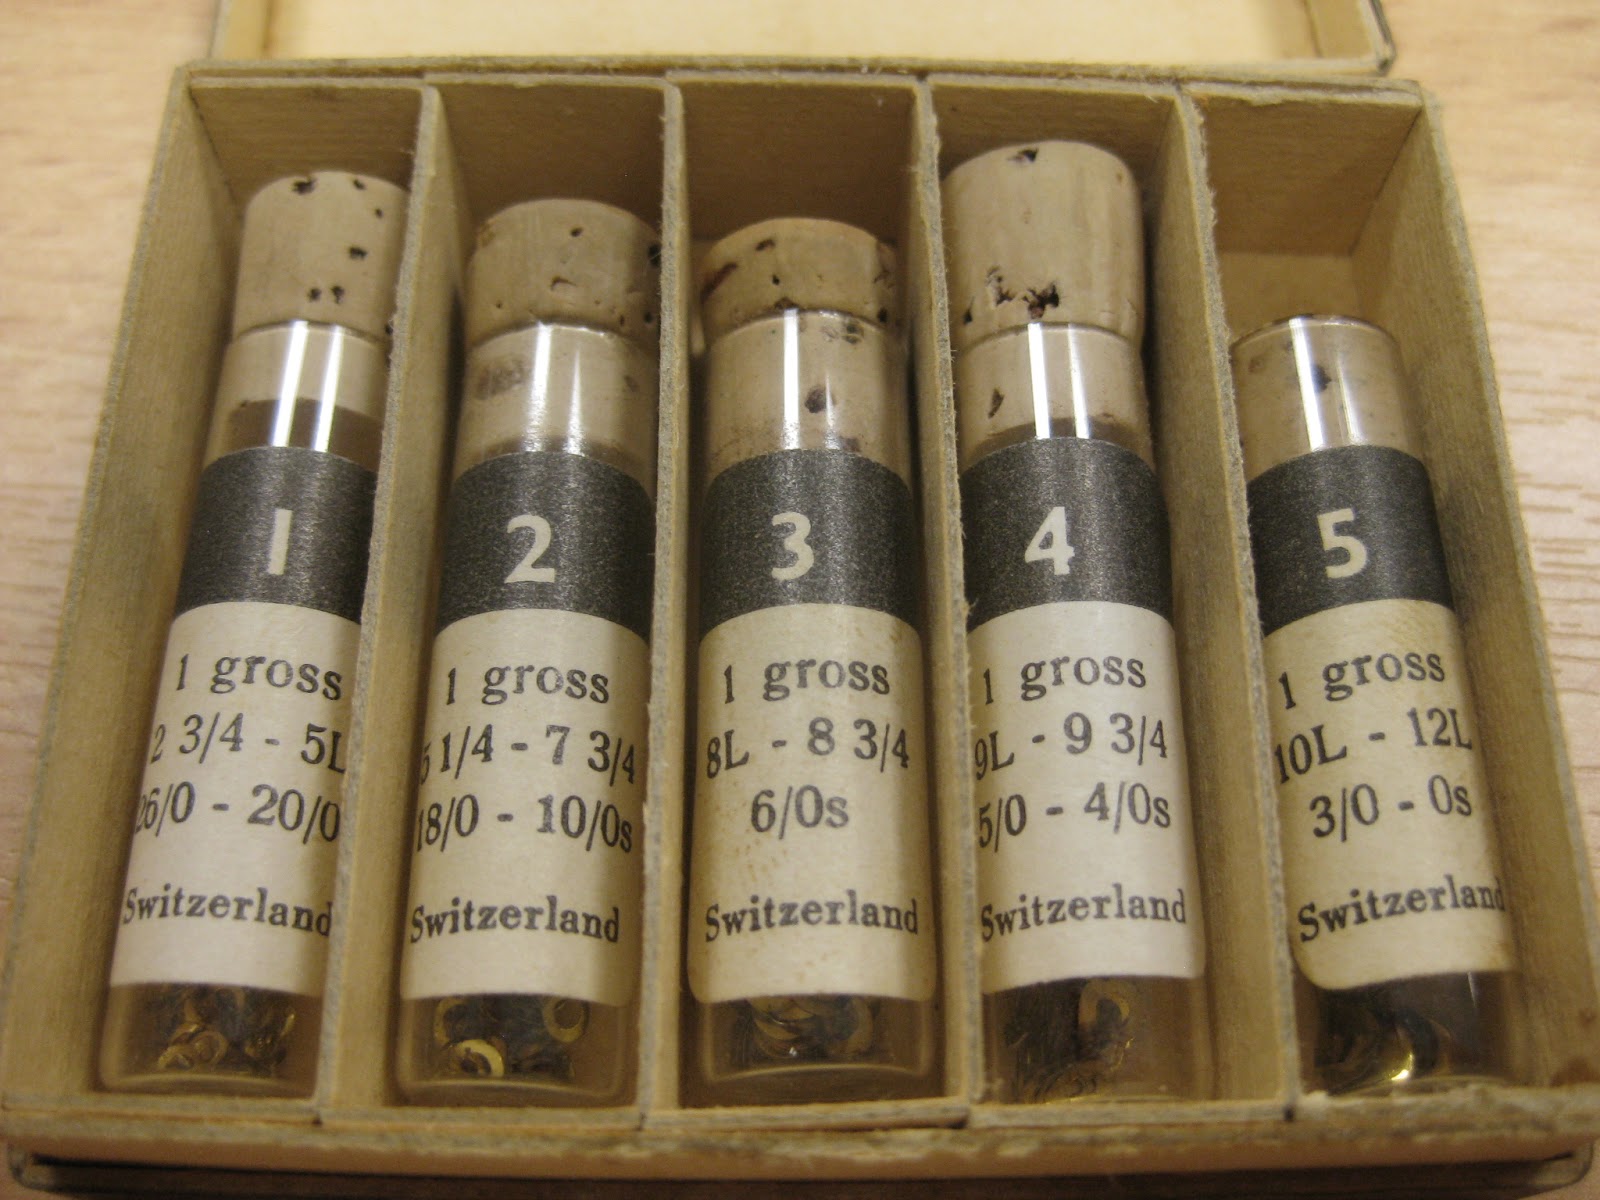 1
1 gross
2 3/4 - 5L
26/0 - 20/0
Switzerland
2
1 gross
5 1/4 - 7 3/4
18/0 - 10/0s
Switzerland
3
1 gross
8L - 8 3/4
6/0s
Switzerland
4
1 gross
9L - 9 3/4
5/0 - 4/0s
Switzerland
5
1 gross
10L - 12L
3/0 - 0s
Switzerland